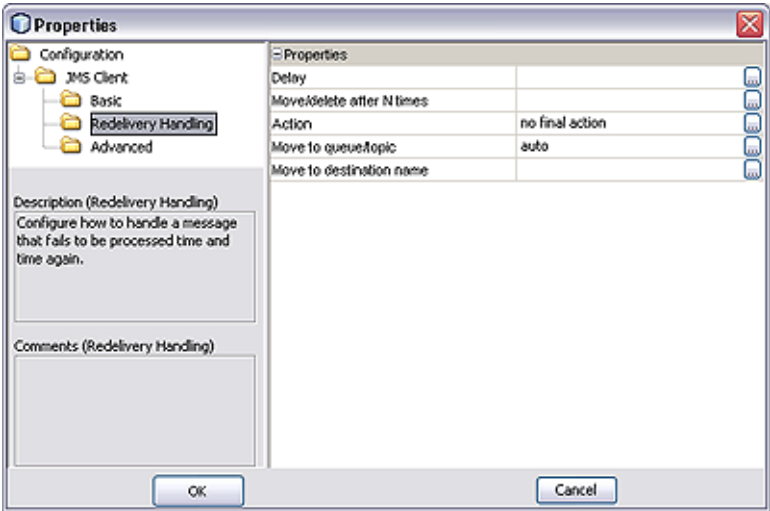 Properties
Configuration
JMS Client
Basic
Redelivery Handling
Advanced
Description (Redelivery Handling)
Configure how to handle a message
that fails to be processed time and
time again.
Comments (Redelivery Handling)
Properties
Delay
Move/delete after N times
Action no final action
Move to queue/topic auto
Move to destination name
OK
Cancel